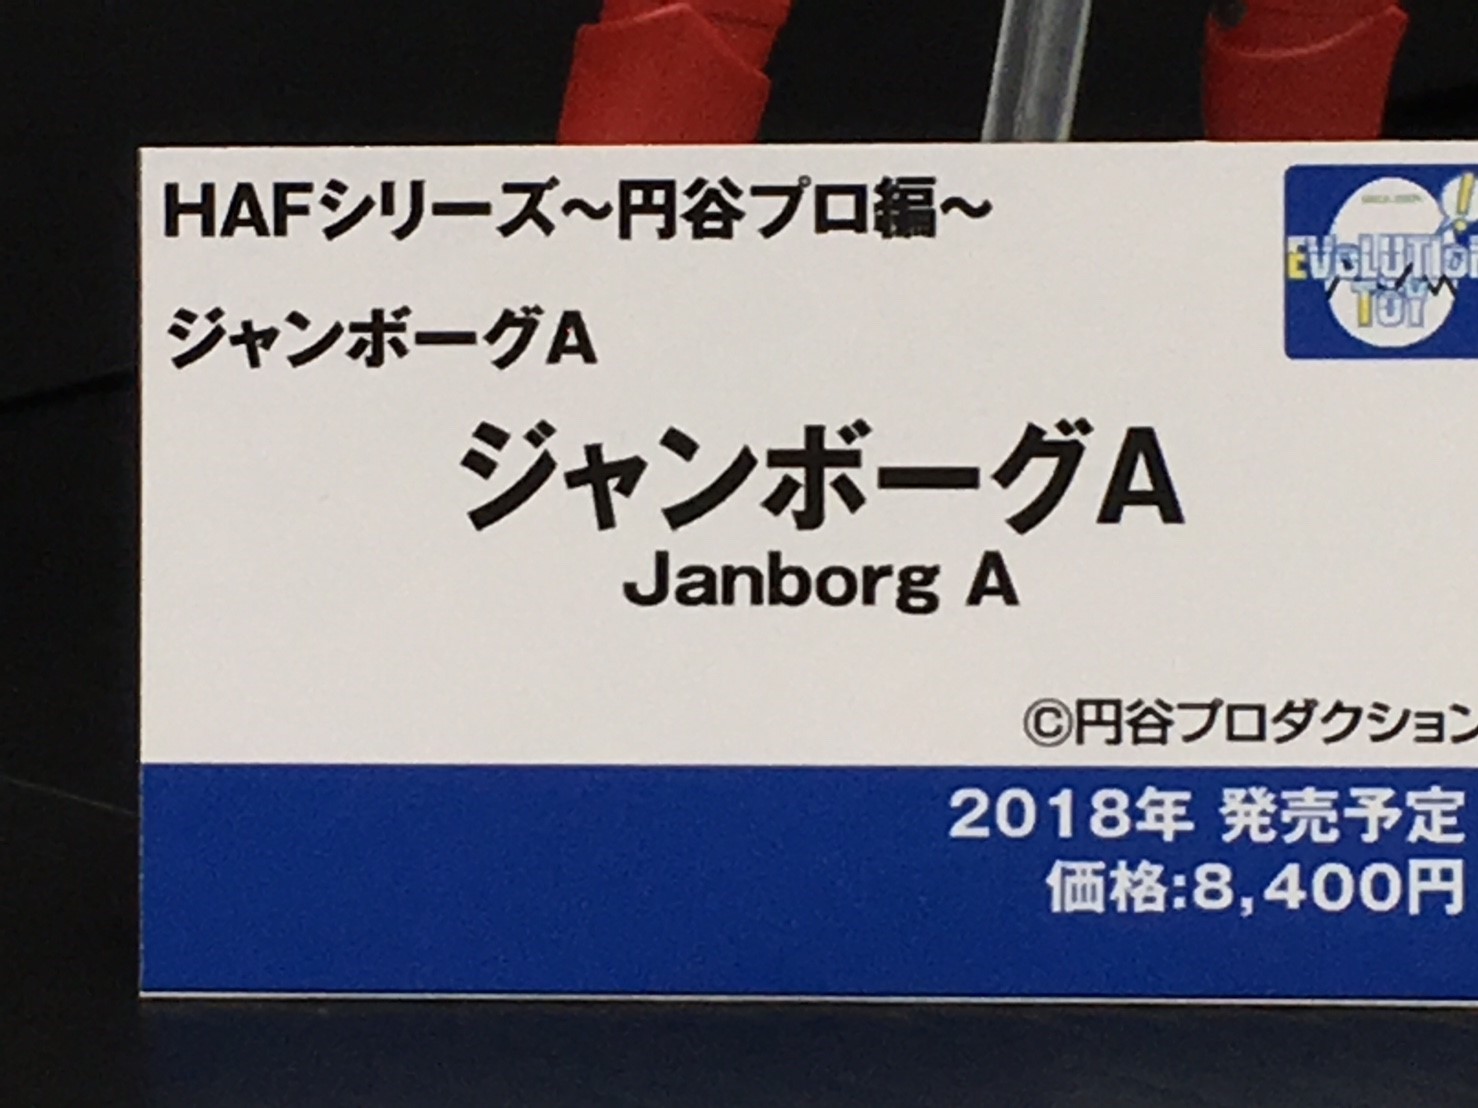 HAFシリーズ～円谷プロ編～
EVOLUTION
TOY
ジャンボーグA
ジャンボーグA
Janborg A
©円谷プロダクション
2018年 発売予定
価格:8,400円